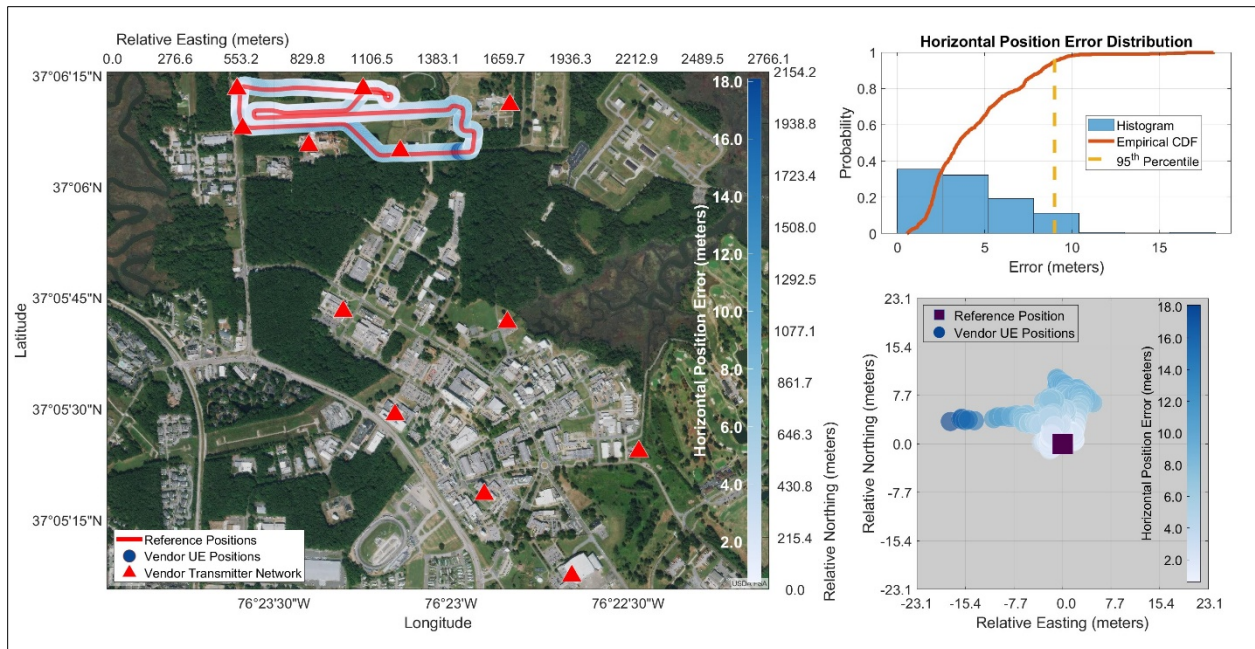 Relative Easting (meters)
0.0 276.6 553.2 829.8 1106.5 1383.1 1659.7 1936.3 2212.9 2489.5 2766.1
37°06'15"N
37°06'N
37°05'45"N
37°05'30"N
37°05'15"N
Latitude
76°23'30"W 76°23'W 76°22'30"W
Longitude
Reference Positions
Vendor UE Positions
Vendor Transmitter Network
18.0
16.0
14.0
12.0
10.0
8.0
6.0
4.0
2.0
Horizontal Position Error (meters)
2154.2
1938.8
1723.4
1508.0
1292.5
1077.1
861.7
646.3
430.8
215.4
0.0
Relative Northing (meters)
Horizontal Position Error Distribution
1
0.8
0.6
0.4
0.2
0
Probability
Histogram
Empirical CDF
95th Percentile
0 5 10 15
Error (meters)
23.1
15.4
7.7
0.0
-7.7
-15.4
-23.1
Relative Northing (meters)
Reference Position
Vendor UE Positions
18.0
16.0
14.0
12.0
10.0
8.0
6.0
4.0
2.0
Horizontal Position Error (meters)
-23.1 -15.4 -7.7 0.0 7.7 15.4 23.1
Relative Easting (meters)